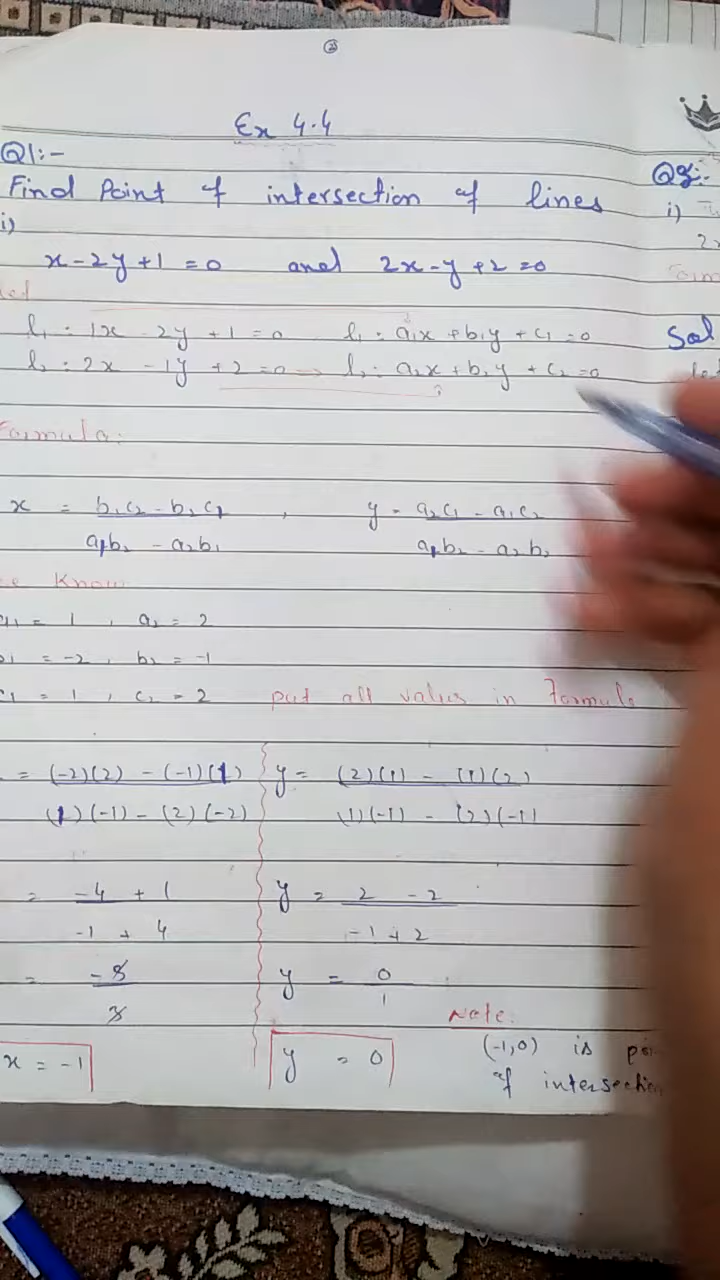 Ex 4.4
Q1:-
Find Point of intersection of lines
i)
x-2y+1=0 and 2x-y+2=0
l₁ : 1x -2y +1=0 l₁: a₁x +b₁y + c₁ =0
l₂ : 2x -1y +2=0 l₂: a₂x + b₂y + c₂ =0
Formula:
x = b₁c₂ - b₂c₁ , y = a₂c₁ - a₁c₂
a₁b₂ - a₂b₁ a₁b₂ - a₂b₂
Know
a₁ = 1 , a₂ = 2
b₁ = -2 , b₂ = -1
c₁ = 1 , c₂ = 2 put all values in Formula
= (-2)(2) - (-1)(1) y = (2)(1) - (1)(2)
(1)(-1) - (2)(-2) (1)(-1) - (2)(-1)
= -4 + 1 y = 2 - 2
-1 + 4 -1 + 2
= -3 y = 0
3 1
Note:
x = -1 y = 0 (-1,0) is
of intersection
Q2:-
i)
Sol